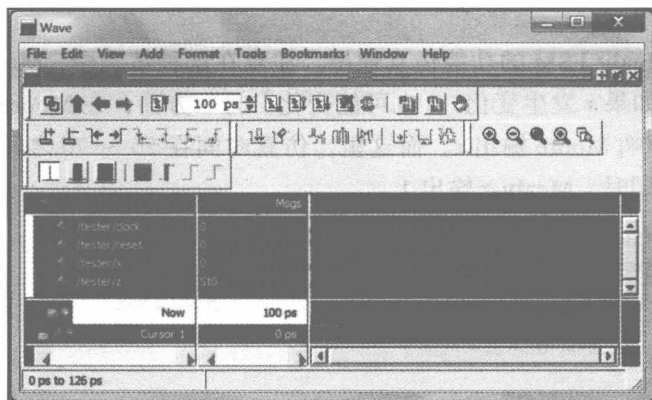 Wave
File Edit View Add Format Tools Bookmarks Window Help
100 ps
Msgs
/tester/clock 0
/tester/reset 0
/tester/x 0
/tester/z St0
Now 100 ps
Cursor 1 0 ps
0 ps to 126 ps